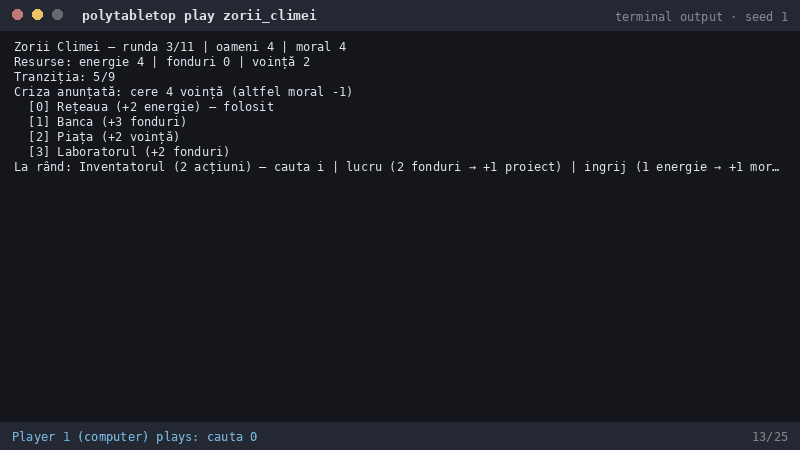 polytabletop play zorii_climei
terminal output · seed 1
Zorii Climei — runda 3/11 | oameni 4 | moral 4
Resurse: energie 4 | fonduri 0 | voință 2
Tranziția: 5/9
Criza anunțată: cere 4 voință (altfel moral -1)
[0] Rețeaua (+2 energie) — folosit
[1] Banca (+3 fonduri)
[2] Piața (+2 voință)
[3] Laboratorul (+2 fonduri)
La rând: Inventatorul (2 acțiuni) — cauta i | lucru (2 fonduri → +1 proiect) | ingrij (1 energie → +1 mor…
Player 1 (computer) plays: cauta 0
13/25